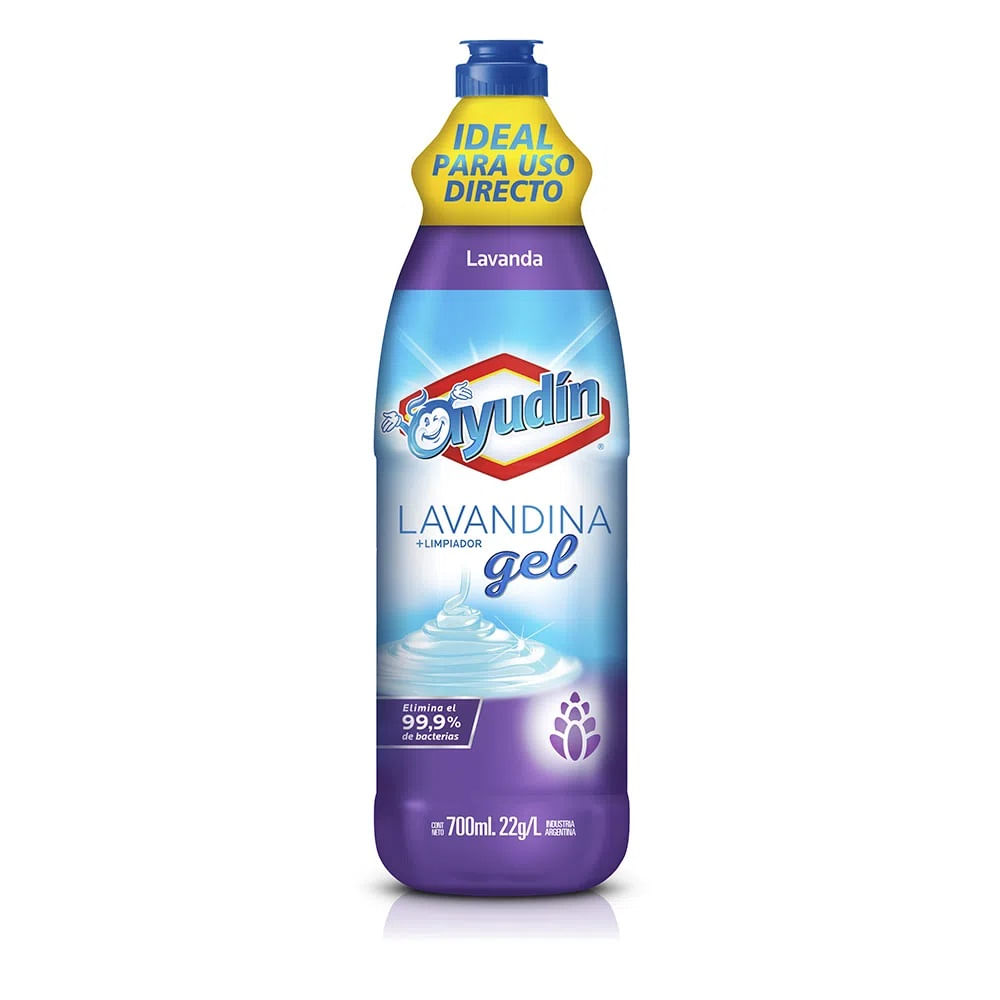 IDEAL
PARA USO
DIRECTO
Lavanda
ayudín
®
LAVANDINA
+LIMPIADOR
gel
Elimina el
99,9%
de bacterias
CONT
NETO
700ml. 22g/L
INDUSTRIA
ARGENTINA